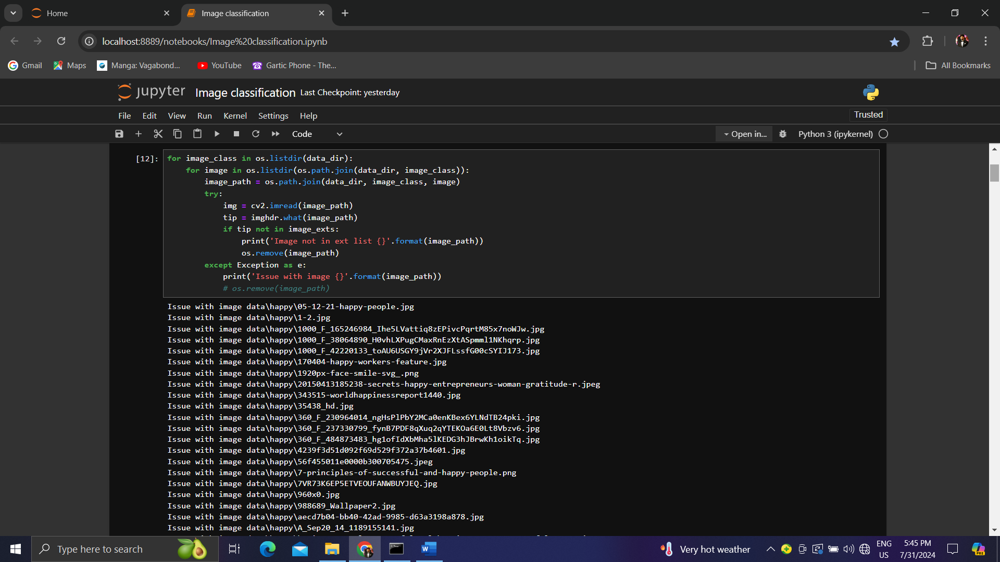 Home
Image classification
localhost:8889/notebooks/Image%20classification.ipynb
Gmail
Maps
Manga: Vagabond...
YouTube
Gartic Phone - The...
All Bookmarks
jupyter
Image classification
Last Checkpoint: yesterday
File Edit View Run Kernel Settings Help
Trusted
Code
Open in...
Python 3 (ipykernel)
[12]:
for image_class in os.listdir(data_dir):
    for image in os.listdir(os.path.join(data_dir, image_class)):
        image_path = os.path.join(data_dir, image_class, image)
        try:
            img = cv2.imread(image_path)
            tip = imghdr.what(image_path)
            if tip not in image_exts:
                print('Image not in ext list {}'.format(image_path))
                os.remove(image_path)
        except Exception as e:
            print('Issue with image {}'.format(image_path))
            # os.remove(image_path)
Issue with image data\happy\05-12-21-happy-people.jpg
Issue with image data\happy\1-2.jpg
Issue with image data\happy\1000_F_165246984_Ihe5LVattiq8zEPivcPqrtM85x7noWJw.jpg
Issue with image data\happy\1000_F_38064890_H0vhLXPugCMaxRnEzXtASpmml1NKhqrp.jpg
Issue with image data\happy\1000_F_42220133_toAU6USGY9jVr2XJFLssfG00cSYIJ173.jpg
Issue with image data\happy\170404-happy-workers-feature.jpg
Issue with image data\happy\1920px-face-smile-svg_.png
Issue with image data\happy\20150413185238-secrets-happy-entrepreneurs-woman-gratitude-r.jpeg
Issue with image data\happy\343515-worldhappinessreport1440.jpg
Issue with image data\happy\35438_hd.jpg
Issue with image data\happy\360_F_230964014_ngHsPlPbY2MCa0enKBex6YLNdTB24pki.jpg
Issue with image data\happy\360_F_237330799_fynB7PDF8qXuq2qYTEKOa6E0Lt8Vbzv6.jpg
Issue with image data\happy\360_F_484873483_hg1ofIdXbMha5lKEDG3hJBrwKh1oikTq.jpg
Issue with image data\happy\4239f3d51d092f69d529f372a37b4601.jpg
Issue with image data\happy\56f455011e0000b300705475.jpeg
Issue with image data\happy\7-principles-of-successful-and-happy-people.png
Issue with image data\happy\7VR73K6EP5ETVEOUFANWBUYJEQ.jpg
Issue with image data\happy\960x0.jpg
Issue with image data\happy\988689_Wallpaper2.jpg
Issue with image data\happy\aecd7b04-bb40-42ad-9985-d63a3198a878.jpg
Issue with image data\happy\A_Sep20_14_1189155141.jpg
Type here to search
Very hot weather
ENG
US
5:45 PM
7/31/2024
PRE